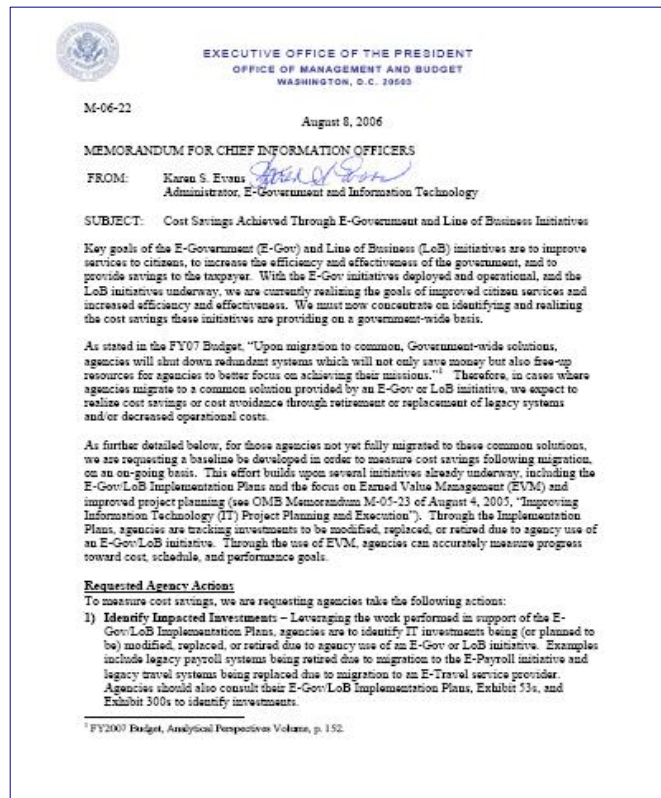 EXECUTIVE OFFICE OF THE PRESIDENT
OFFICE OF MANAGEMENT AND BUDGET
WASHINGTON, D.C. 20503
M-06-22
August 8, 2006
MEMORANDUM FOR CHIEF INFORMATION OFFICERS
FROM: Karen S. Evans
Administrator, E-Government and Information Technology
SUBJECT: Cost Savings Achieved Through E-Government and Line of Business Initiatives
Key goals of the E-Government (E-Gov) and Line of Business (LoB) initiatives are to improve
services to citizens, to increase the efficiency and effectiveness of the government, and to
provide savings to the taxpayer. With the E-Gov initiatives deployed and operational, and the
LoB initiatives underway, we are currently realizing the goals of improved citizen services and
increased efficiency and effectiveness. We must now concentrate on identifying and realizing
the cost savings these initiatives are providing on a government-wide basis.
As stated in the FY07 Budget, “Upon migration to common, Government-wide solutions,
agencies will shut down redundant systems which will not only save money but also free-up
resources for agencies to better focus on achieving their missions.”1 Therefore, in cases where
agencies migrate to a common solution provided by an E-Gov or LoB initiative, we expect to
realize cost savings or cost avoidance through retirement or replacement of legacy systems
and/or decreased operational costs.
As further detailed below, for those agencies not yet fully migrated to these common solutions,
we are requesting a baseline be developed in order to measure cost savings following migration,
on an on-going basis. This effort builds upon several initiatives already underway, including the
E-Gov/LoB Implementation Plans and the focus on Earned Value Management (EVM) and
improved project planning (see OMB Memorandum M-05-23 of August 4, 2005, “Improving
Information Technology (IT) Project Planning and Execution”). Through the Implementation
Plans, agencies are tracking investments to be modified, replaced, or retired due to agency use of
an E-Gov/LoB initiative. Through the use of EVM, agencies can accurately measure progress
toward cost, schedule, and performance goals.
Requested Agency Actions
To measure cost savings, we are requesting agencies take the following actions:
1) Identify Impacted Investments – Leveraging the work performed in support of the E-
Gov/LoB Implementation Plans, agencies are to identify IT investments being (or planned to
be) modified, replaced, or retired due to agency use of an E-Gov or LoB initiative. Examples
include legacy payroll systems being retired due to migration to the E-Payroll initiative and
legacy travel systems being replaced due to migration to an E-Travel service provider.
Agencies should also consult their E-Gov/LoB Implementation Plans, Exhibit 53s, and
Exhibit 300s to identify investments.
1 FY2007 Budget, Analytical Perspectives Volume, p. 152.